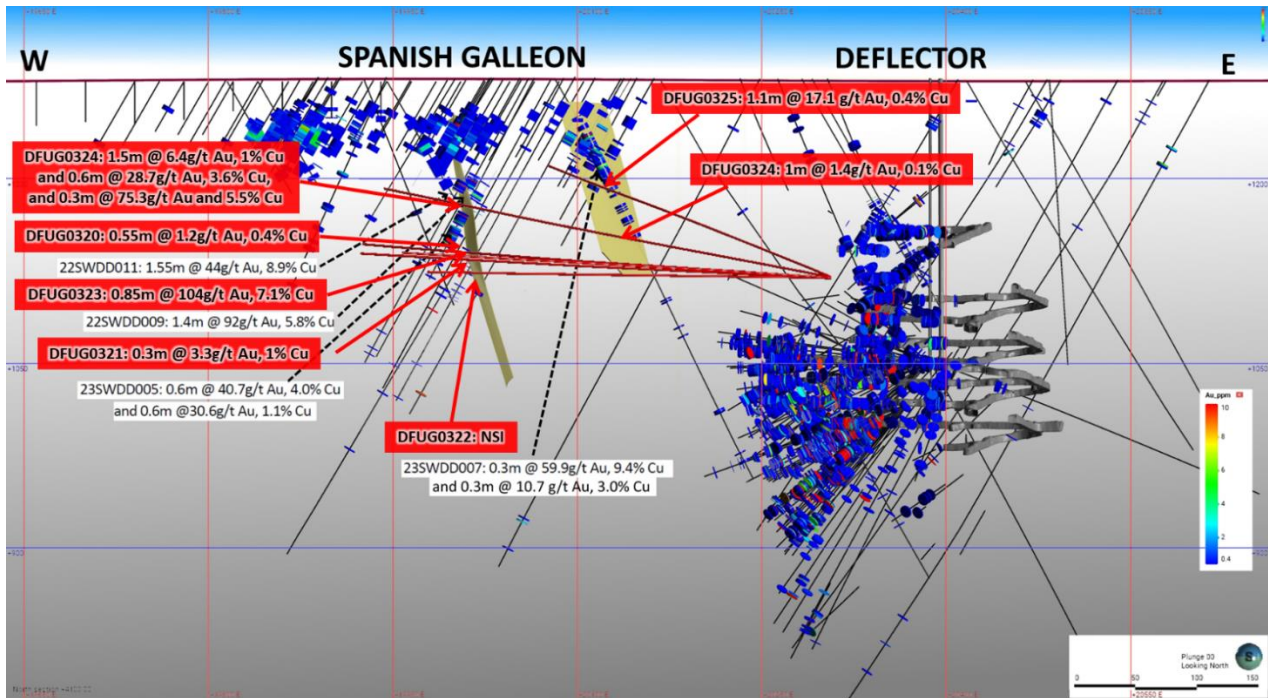 W
SPANISH GALLEON
DEFLECTOR
E
DFUG0325: 1.1m @ 17.1 g/t Au, 0.4% Cu
DFUG0324: 1.5m @ 6.4g/t Au, 1% Cu
and 0.6m @ 28.7g/t Au, 3.6% Cu,
and 0.3m @ 75.3g/t Au and 5.5% Cu
DFUG0324: 1m @ 1.4g/t Au, 0.1% Cu
+1200
DFUG0320: 0.55m @ 1.2g/t Au, 0.4% Cu
22SWDD011: 1.55m @ 44g/t Au, 8.9% Cu
DFUG0323: 0.85m @ 104g/t Au, 7.1% Cu
22SWDD009: 1.4m @ 92g/t Au, 5.8% Cu
DFUG0321: 0.3m @ 3.3g/t Au, 1% Cu
23SWDD005: 0.6m @ 40.7g/t Au, 4.0% Cu
and 0.6m @30.6g/t Au, 1.1% Cu
DFUG0322: NSI
23SWDD007: 0.3m @ 59.9g/t Au, 9.4% Cu
and 0.3m @ 10.7 g/t Au, 3.0% Cu
Au_ppm
10
8
6
4
2
0.4
Plunge 00
Looking North
S
0 50 100 150